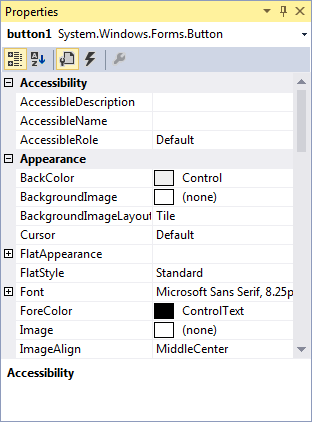 Properties
button1 System.Windows.Forms.Button
Accessibility
AccessibleDescription
AccessibleName
AccessibleRole Default
Appearance
BackColor Control
BackgroundImage (none)
BackgroundImageLayout Tile
Cursor Default
FlatAppearance
FlatStyle Standard
Font Microsoft Sans Serif, 8.25p
ForeColor ControlText
Image (none)
ImageAlign MiddleCenter
Accessibility